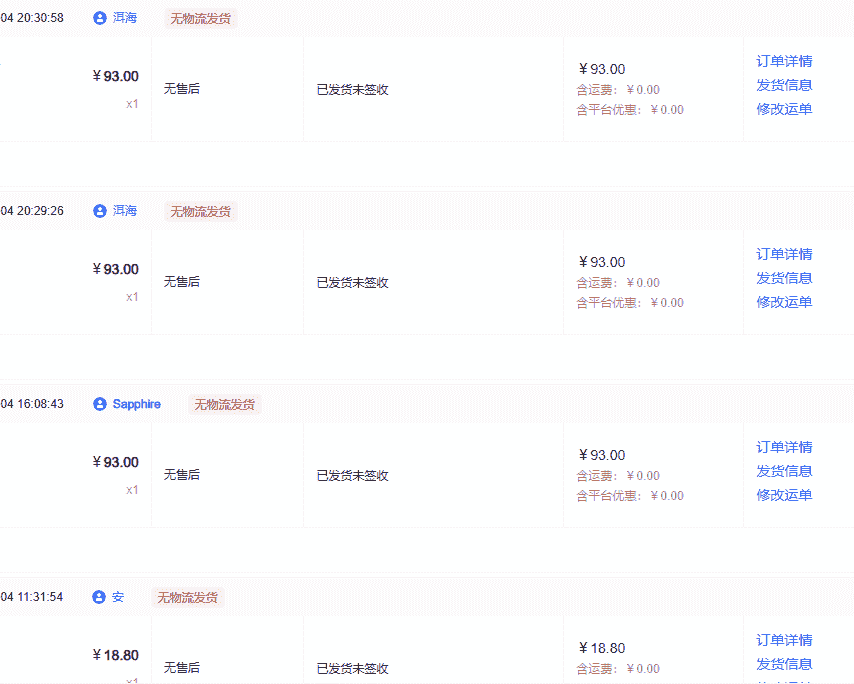 04 20:30:58 洱海 无物流发货
¥93.00 无售后 已发货未签收 ¥93.00 订单详情
x1 含运费：¥0.00 发货信息
含平台优惠：¥0.00 修改运单
04 20:29:26 洱海 无物流发货
¥93.00 无售后 已发货未签收 ¥93.00 订单详情
x1 含运费：¥0.00 发货信息
含平台优惠：¥0.00 修改运单
04 16:08:43 Sapphire 无物流发货
¥93.00 无售后 已发货未签收 ¥93.00 订单详情
x1 含运费：¥0.00 发货信息
含平台优惠：¥0.00 修改运单
04 11:31:54 安 无物流发货
¥18.80 无售后 已发货未签收 ¥18.80 订单详情
x1 含运费：¥0.00 发货信息